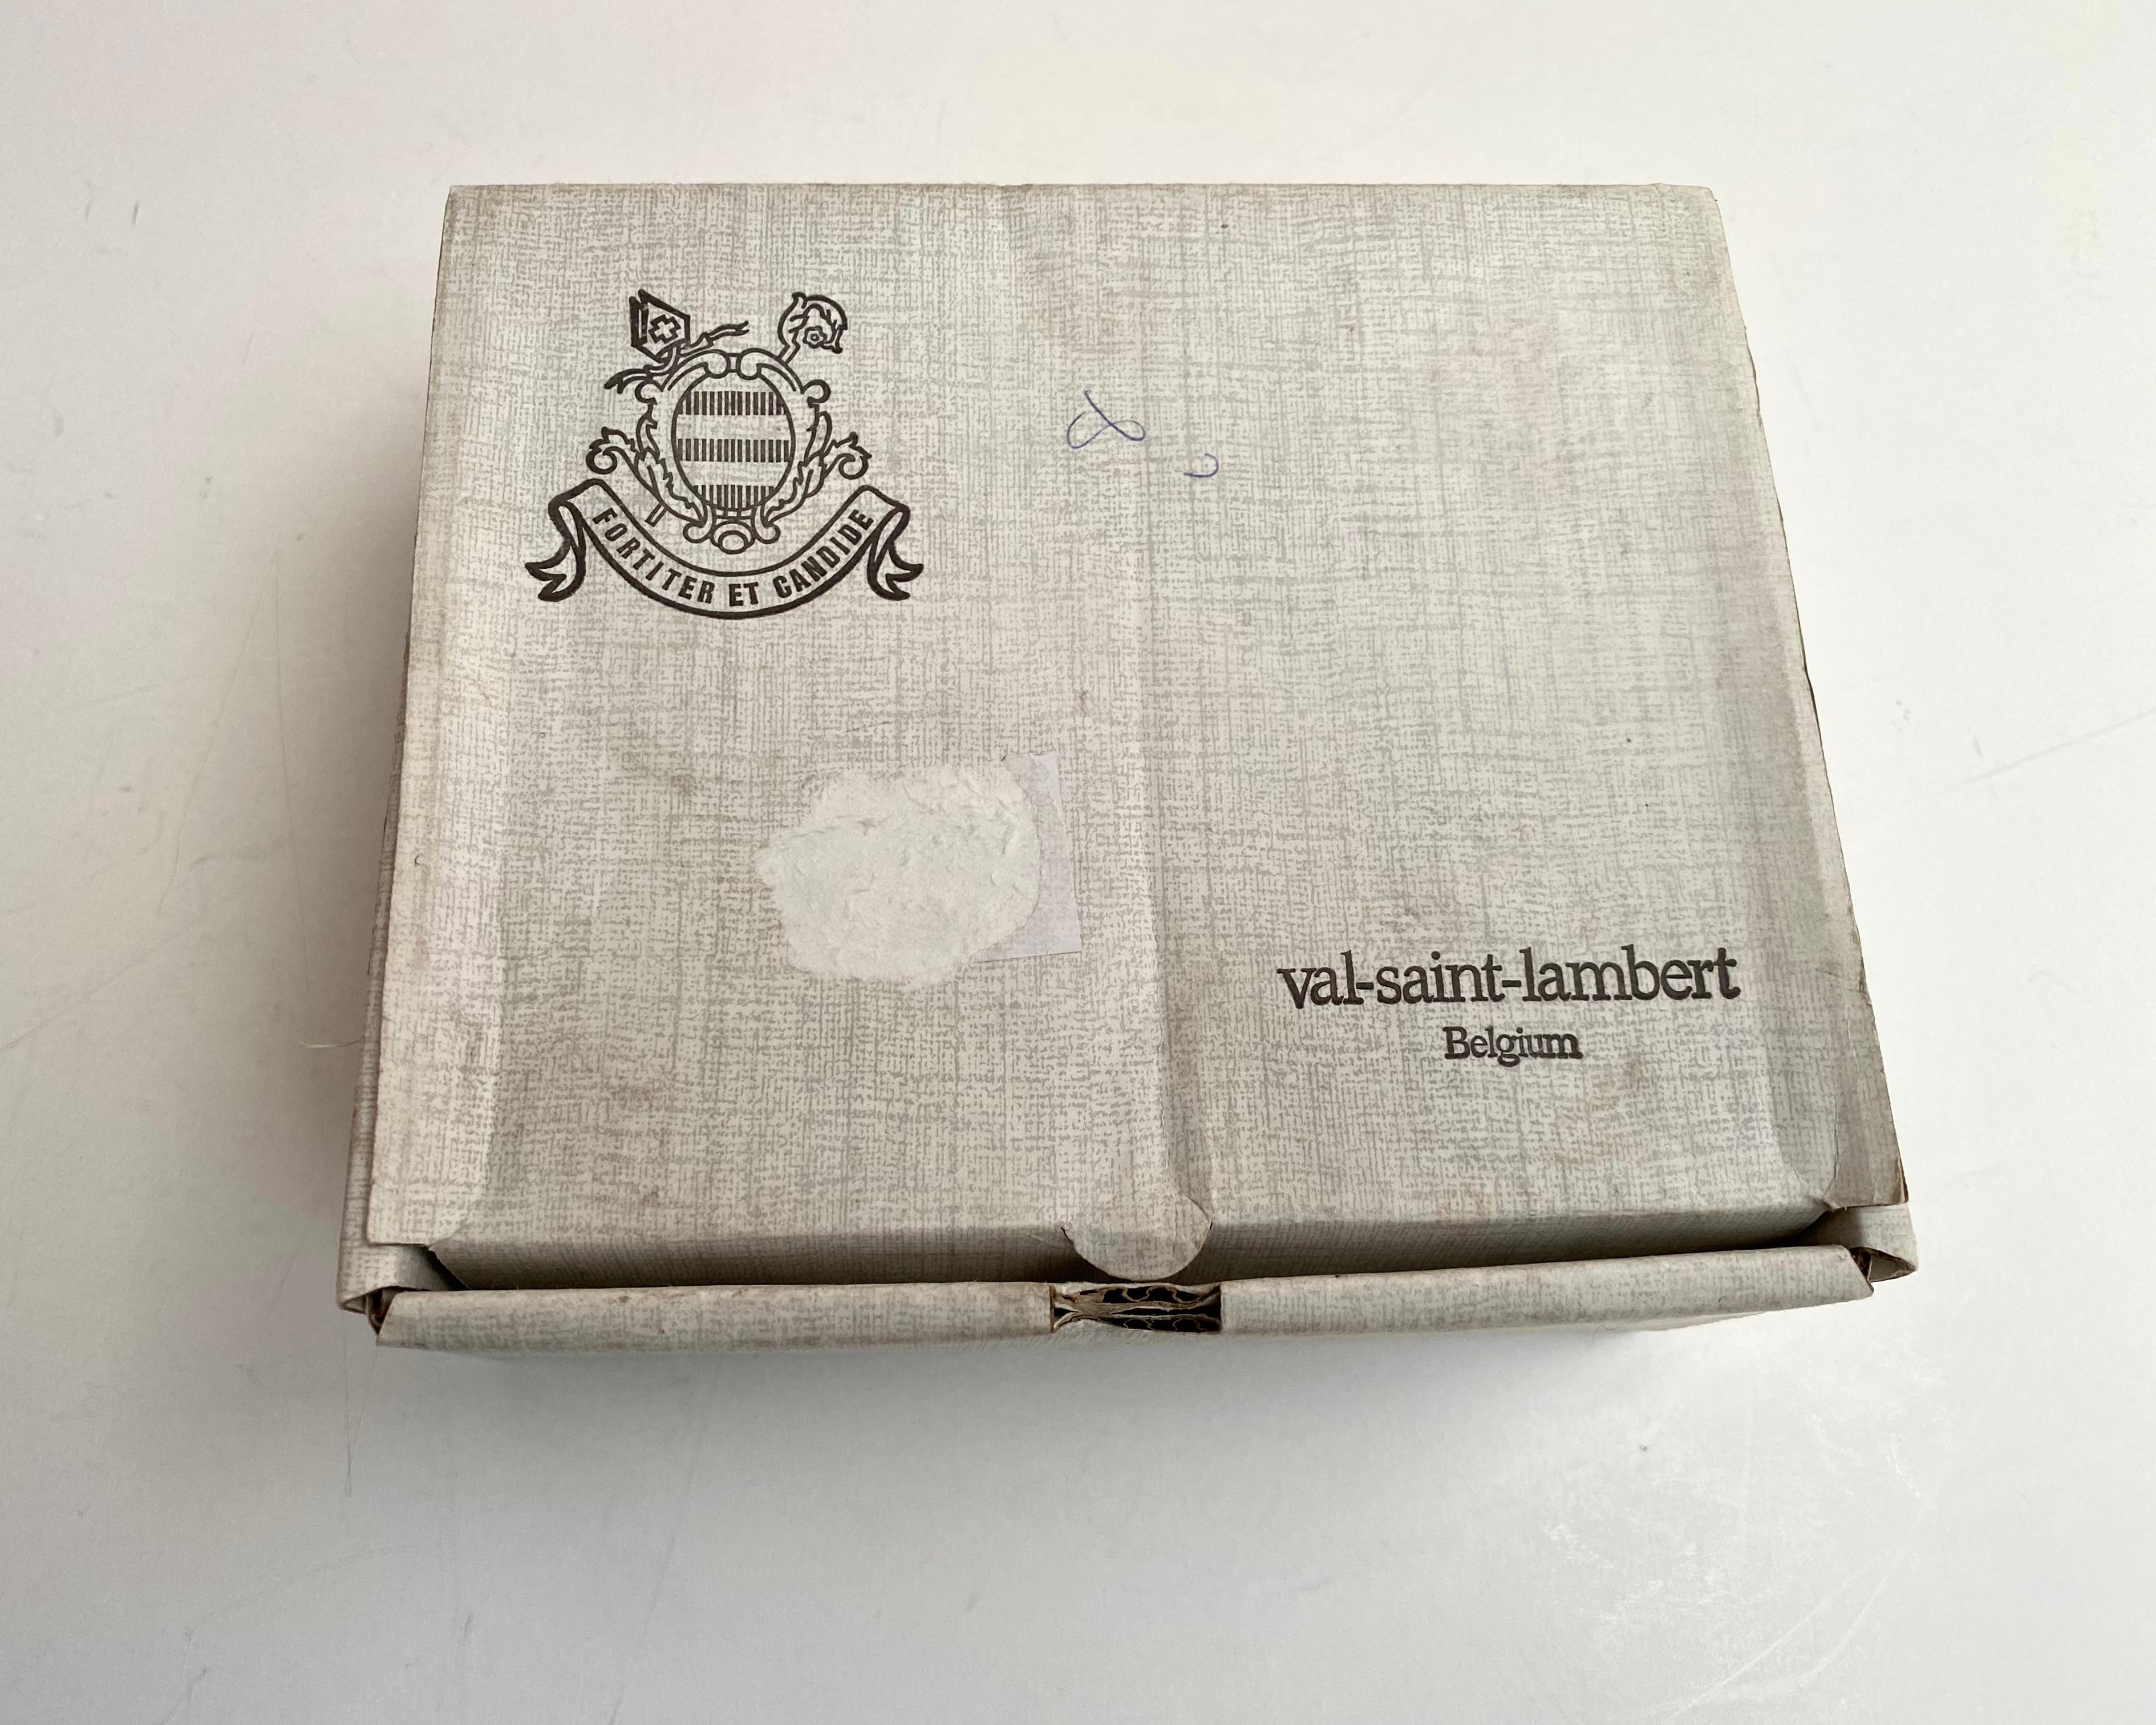 FORTITER ET CANDIDE
val-saint-lambert
Belgium